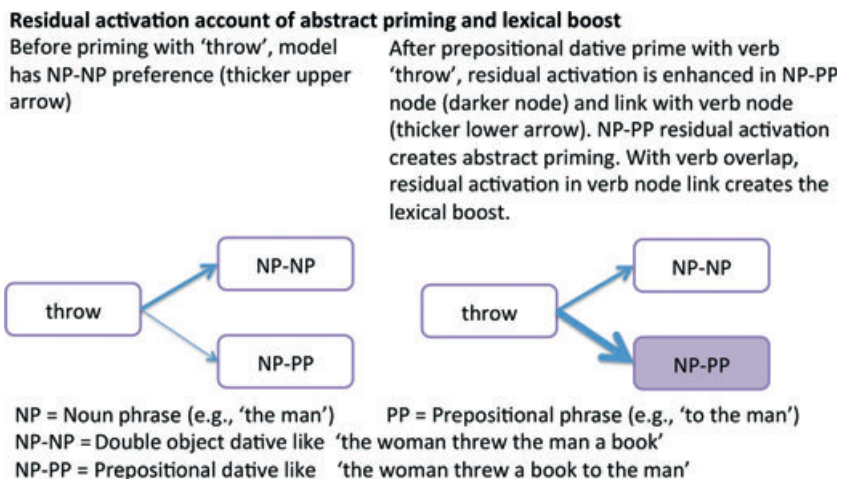 Residual activation account of abstract priming and lexical boost
Before priming with ‘throw’, model
has NP-NP preference (thicker upper
arrow)
After prepositional dative prime with verb
‘throw’, residual activation is enhanced in NP-PP
node (darker node) and link with verb node
(thicker lower arrow). NP-PP residual activation
creates abstract priming. With verb overlap,
residual activation in verb node link creates the
lexical boost.
throw
NP-NP
NP-PP
throw
NP-NP
NP-PP
NP = Noun phrase (e.g., ‘the man’)
PP = Prepositional phrase (e.g., ‘to the man’)
NP-NP = Double object dative like ‘the woman threw the man a book’
NP-PP = Prepositional dative like ‘the woman threw a book to the man’